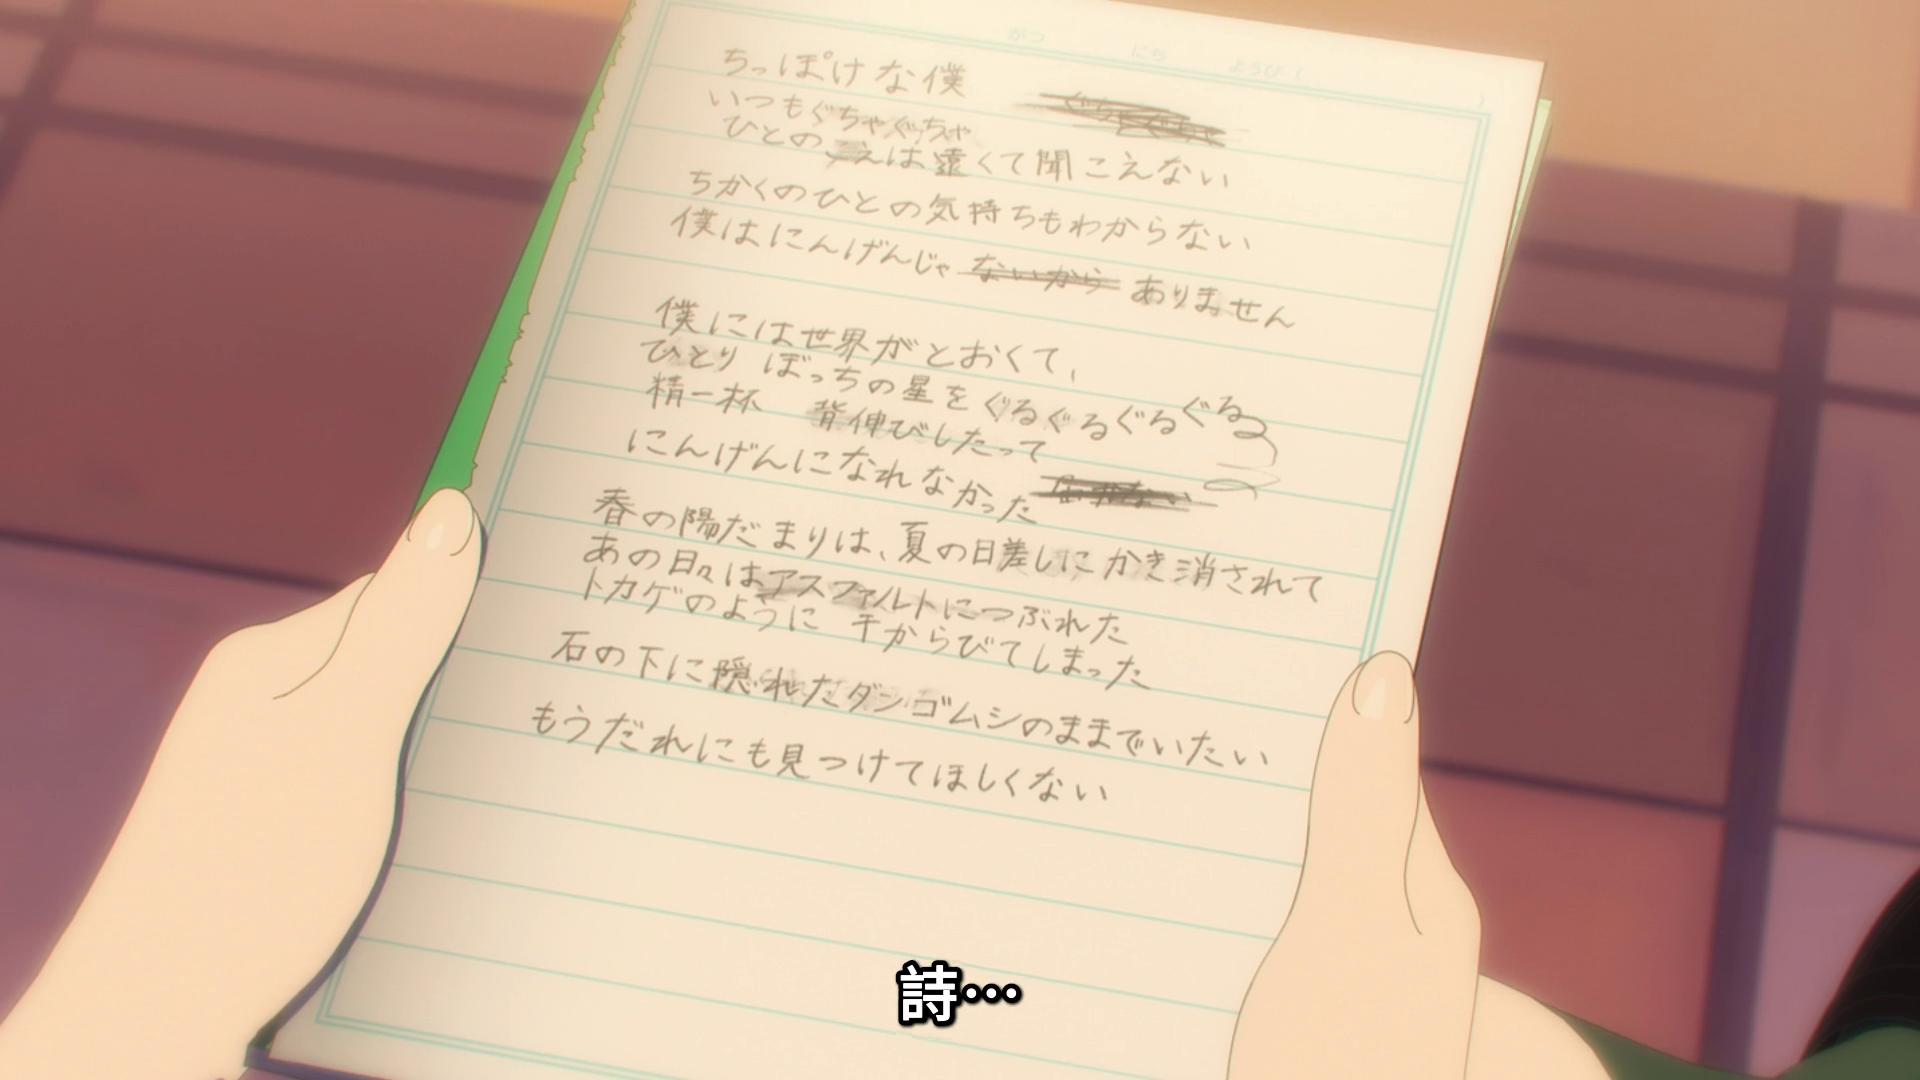 がつ にち ようび（ ）
ちっぽけな僕
いつもぐちゃぐっちゃ
ひとのこえは遠くて聞こえない
ちかくのひとの気持ちもわからない
僕はにんげんじゃないからありません
僕には世界がとおくて、
ひとりぼっちの星をぐるぐるぐるぐる
精一杯 背伸びしたって
にんげんになれなかった
春の陽だまりは、夏の日差しにかき消されて
あの日々はアスファルトにつぶれた
トカゲのように 干からびてしまった
石の下に隠れたダンゴムシのままでいたい
もうだれにも見つけてほしくない
詩…